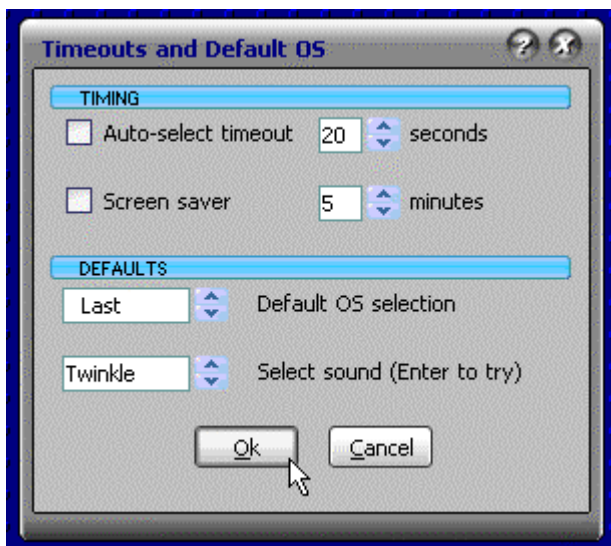 Timeouts and Default OS
TIMING
Auto-select timeout 20 seconds
Screen saver 5 minutes
DEFAULTS
Last Default OS selection
Twinkle Select sound (Enter to try)
Ok Cancel